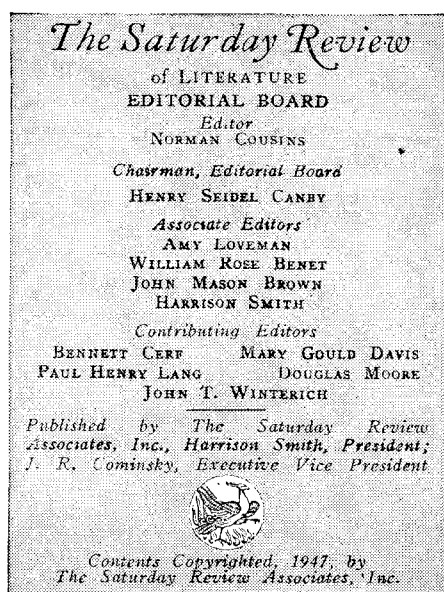 The Saturday Review
of LITERATURE
EDITORIAL BOARD
Editor
NORMAN COUSINS
Chairman, Editorial Board
HENRY SEIDEL CANBY
Associate Editors
AMY LOVEMAN
WILLIAM ROSE BENET
JOHN MASON BROWN
HARRISON SMITH
Contributing Editors
BENNETT CERF MARY GOULD DAVIS
PAUL HENRY LANG DOUGLAS MOORE
JOHN T. WINTERICH
Published by The Saturday Review
Associates, Inc., Harrison Smith, President;
J. R. Cominsky, Executive Vice President
Contents Copyrighted, 1947, by
The Saturday Review Associates, Inc.